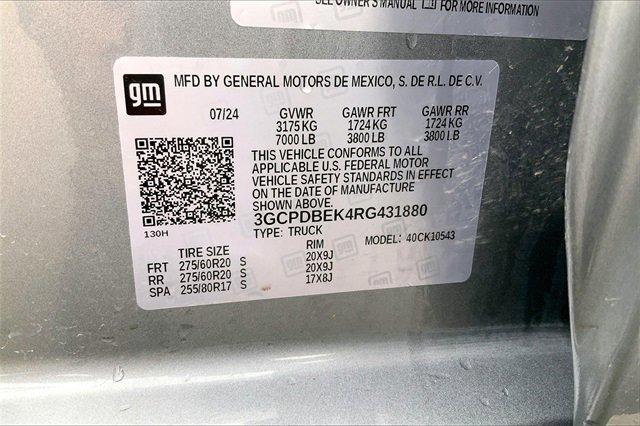 SEE OWNER'S MANUAL FOR MORE INFORMATION
gm
MFD BY GENERAL MOTORS DE MEXICO, S. DE R.L. DE C.V.
07/24 GVWR GAWR FRT GAWR RR
3175 KG 1724 KG 1724 KG
7000 LB 3800 LB 3800 LB
THIS VEHICLE CONFORMS TO ALL
APPLICABLE U.S. FEDERAL MOTOR
VEHICLE SAFETY STANDARDS IN EFFECT
ON THE DATE OF MANUFACTURE
SHOWN ABOVE.
3GCPDBEK4RG431880
130H
TYPE: TRUCK MODEL: 40CK10543
TIRE SIZE RIM
FRT 275/60R20 S 20X9J
RR 275/60R20 S 20X9J
SPA 255/80R17 S 17X8J